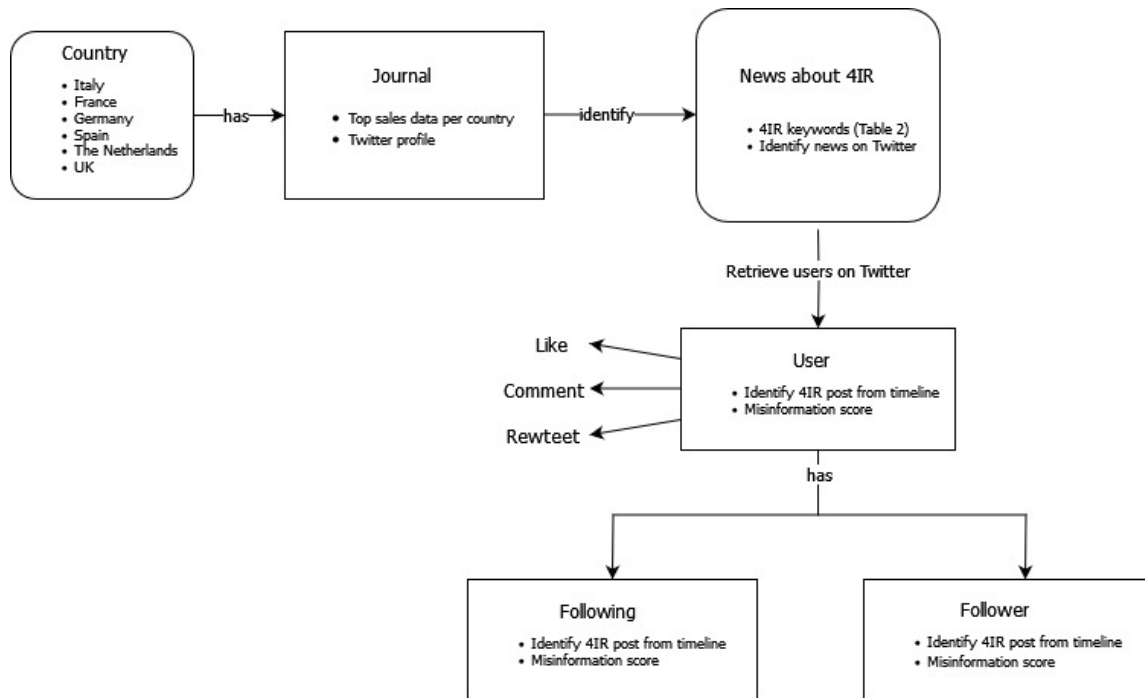 Country
• Italy
• France
• Germany
• Spain
• The Netherlands
• UK
has
Journal
• Top sales data per country
• Twitter profile
identify
News about 4IR
• 4IR keywords (Table 2)
• Identify news on Twitter
Retrieve users on Twitter
User
• Identify 4IR post from timeline
• Misinformation score
Like
Comment
Rewteet
has
Following
• Identify 4IR post from timeline
• Misinformation score
Follower
• Identify 4IR post from timeline
• Misinformation score